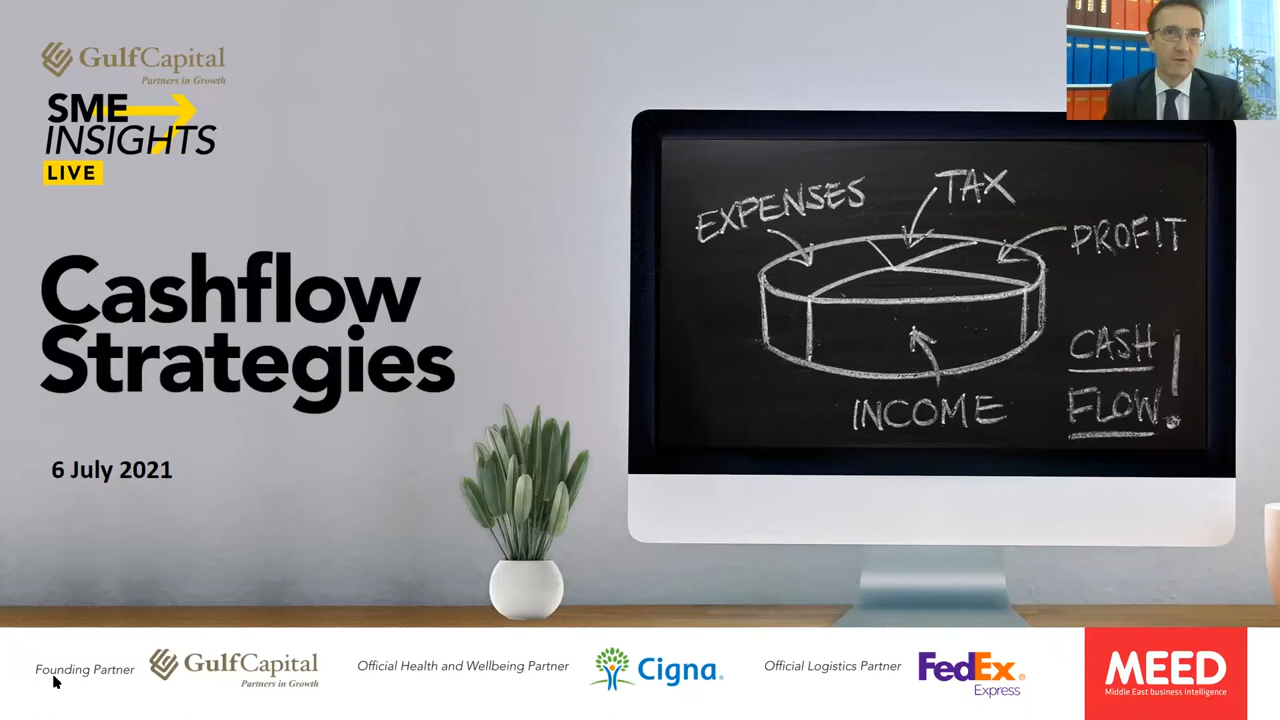 GulfCapital
Partners in Growth
SME
INSIGHTS
LIVE
Cashflow
Strategies
6 July 2021
EXPENSES
TAX
PROFIT
INCOME
CASH
FLOW!
Founding Partner
GulfCapital
Partners in Growth
Official Health and Wellbeing Partner
Cigna®
Official Logistics Partner
FedEx®
Express
MEED
Middle East business intelligence